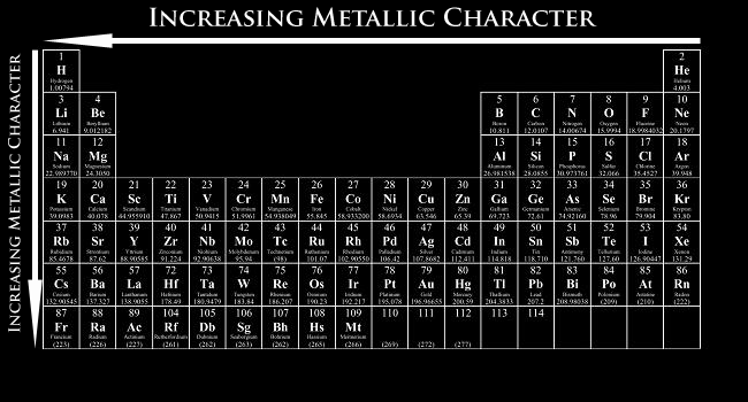 INCREASING METALLIC CHARACTER
INCREASING METALLIC CHARACTER
1 2
H He
Hydrogen Helium
1.00794 4.003
3 4 5 6 7 8 9 10
Li Be B C N O F Ne
Lithium Beryllium Boron Carbon Nitrogen Oxygen Fluorine Neon
6.941 9.012182 10.811 12.0107 14.00674 15.9994 18.9984032 20.1797
11 12 13 14 15 16 17 18
Na Mg Al Si P S Cl Ar
Sodium Magnesium Aluminum Silicon Phosphorus Sulfur Chlorine Argon
22.989770 24.3050 26.981538 28.0855 30.973761 32.066 35.4527 39.948
19 20 21 22 23 24 25 26 27 28 29 30 31 32 33 34 35 36
K Ca Sc Ti V Cr Mn Fe Co Ni Cu Zn Ga Ge As Se Br Kr
Potassium Calcium Scandium Titanium Vanadium Chromium Manganese Iron Cobalt Nickel Copper Zinc Gallium Germanium Arsenic Selenium Bromine Krypton
39.0983 40.078 44.955910 47.867 50.9415 51.9961 54.938049 55.845 58.933200 58.6934 63.546 65.39 69.723 72.61 74.92160 78.96 79.904 83.80
37 38 39 40 41 42 43 44 45 46 47 48 49 50 51 52 53 54
Rb Sr Y Zr Nb Mo Tc Ru Rh Pd Ag Cd In Sn Sb Te I Xe
Rubidium Strontium Yttrium Zirconium Niobium Molybdenum Technetium Ruthenium Rhodium Palladium Silver Cadmium Indium Tin Antimony Tellurium Iodine Xenon
85.4678 87.62 88.90585 91.224 92.90638 95.94 (98) 101.07 102.90550 106.42 107.8682 112.411 114.818 118.710 121.760 127.60 126.90447 131.29
55 56 57 72 73 74 75 76 77 78 79 80 81 82 83 84 85 86
Cs Ba La Hf Ta W Re Os Ir Pt Au Hg Tl Pb Bi Po At Rn
Cesium Barium Lanthanum Hafnium Tantalum Tungsten Rhenium Osmium Iridium Platinum Gold Mercury Thallium Lead Bismuth Polonium Astatine Radon
132.90545 137.327 138.9055 178.49 180.9479 183.84 186.207 190.23 192.217 195.078 196.96655 200.59 204.3833 207.2 208.98038 (209) (210) (222)
87 88 89 104 105 106 107 108 109 110 111 112 113 114
Fr Ra Ac Rf Db Sg Bh Hs Mt
Francium Radium Actinium Rutherfordium Dubnium Seaborgium Bohrium Hassium Meitnerium
(223) (226) (227) (261) (262) (263) (262) (265) (266) (269) (272) (277)